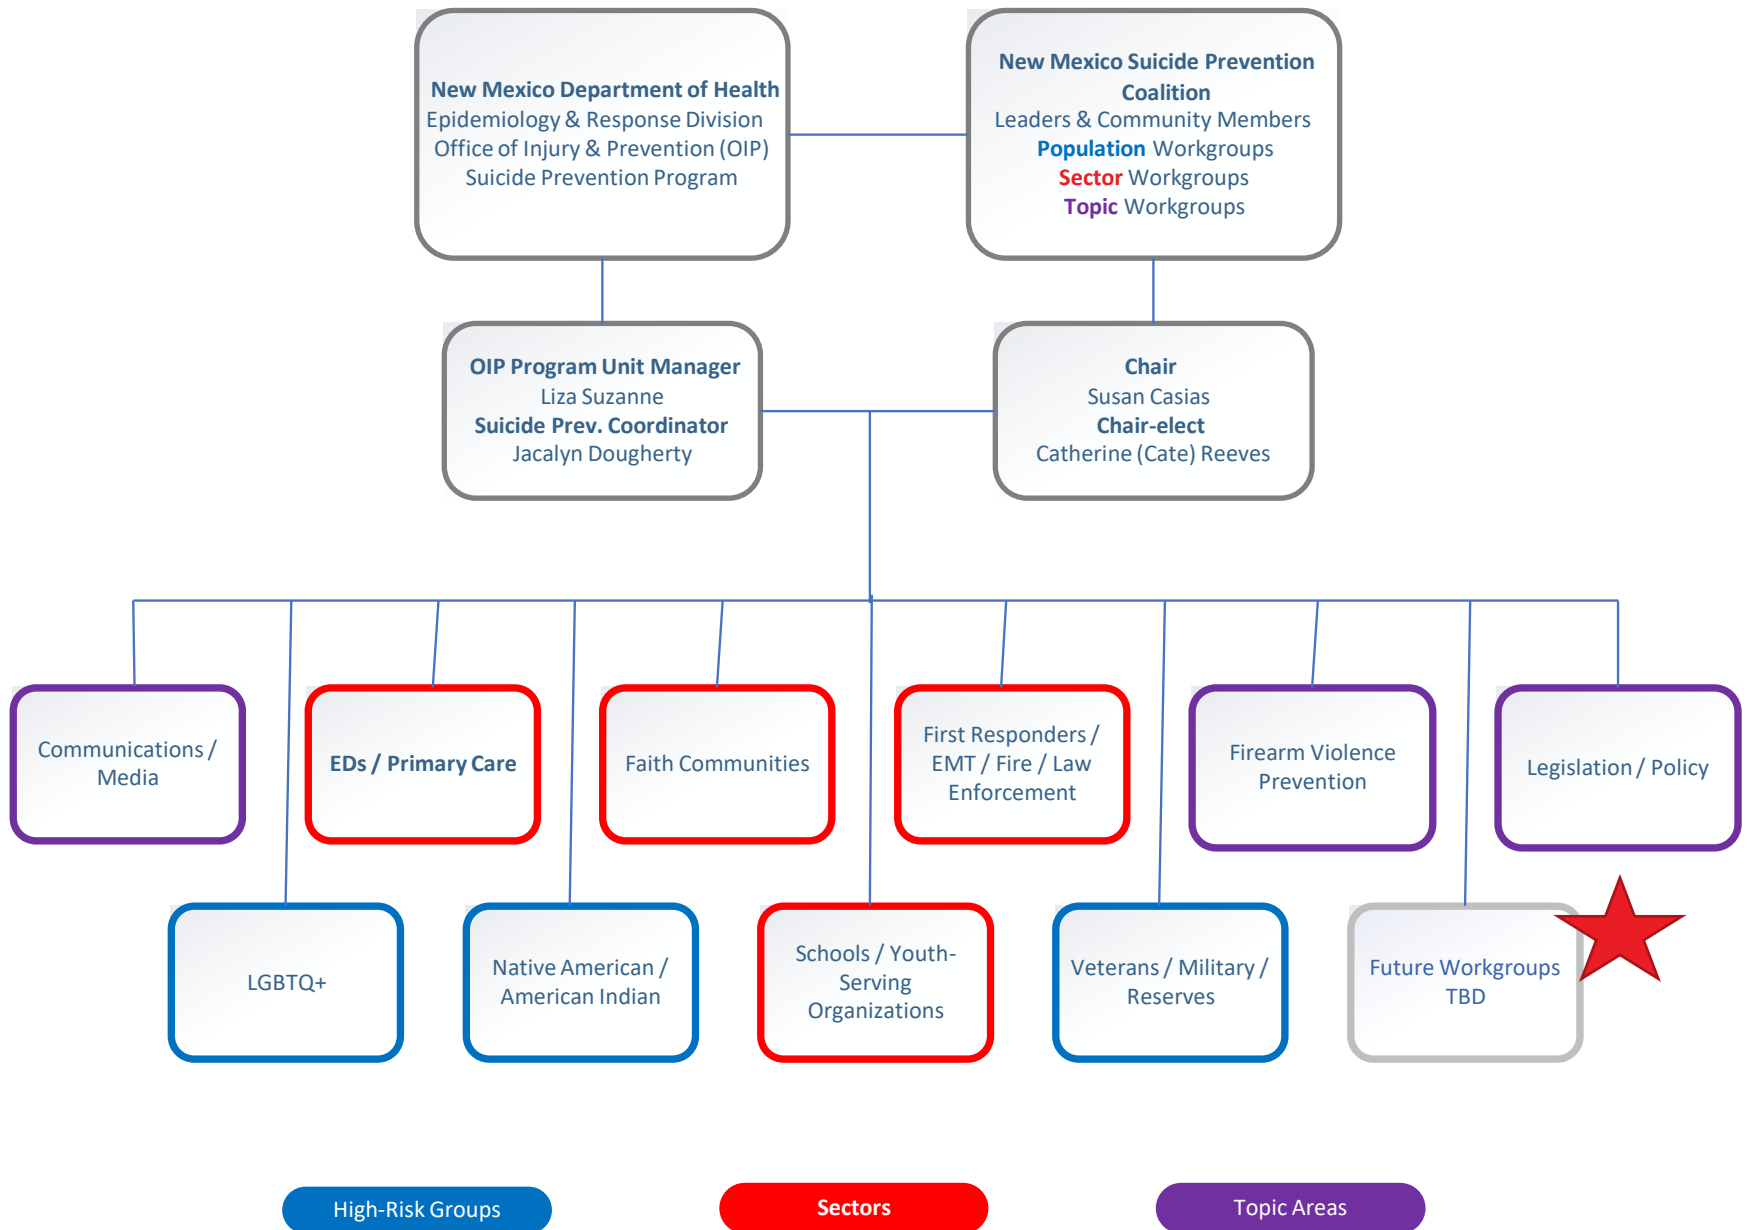 New Mexico Department of Health
Epidemiology & Response Division
Office of Injury & Prevention (OIP)
Suicide Prevention Program
New Mexico Suicide Prevention
Coalition
Leaders & Community Members
Population Workgroups
Sector Workgroups
Topic Workgroups
OIP Program Unit Manager
Liza Suzanne
Suicide Prev. Coordinator
Jacalyn Dougherty
Chair
Susan Casias
Chair-elect
Catherine (Cate) Reeves
Communications /
Media
EDs / Primary Care
Faith Communities
First Responders /
EMT / Fire / Law
Enforcement
Firearm Violence
Prevention
Legislation / Policy
LGBTQ+
Native American /
American Indian
Schools / Youth-
Serving
Organizations
Veterans / Military /
Reserves
Future Workgroups
TBD
High-Risk Groups
Sectors
Topic Areas